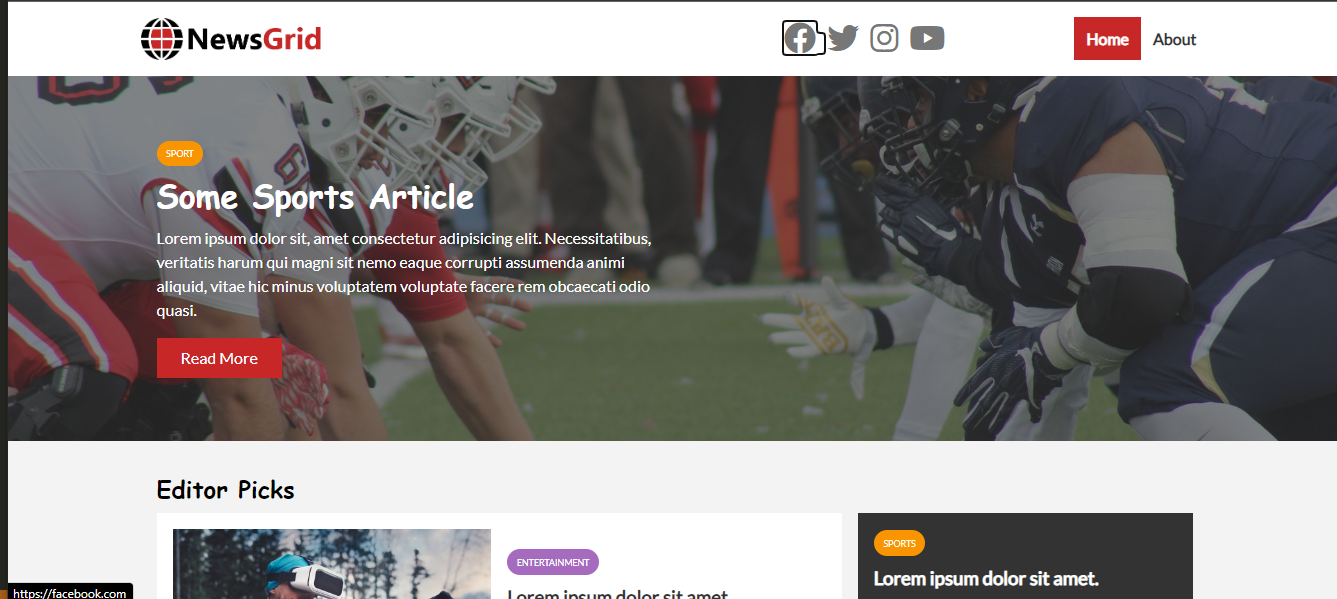 NewsGrid
Home About
SPORT
Some Sports Article
Lorem ipsum dolor sit, amet consectetur adipisicing elit. Necessitatibus,
veritatis harum qui magni sit nemo eaque corrupti assumenda animi
aliquid, vitae hic minus voluptatem voluptate facere rem obcaecati odio
quasi.
Read More
Editor Picks
ENTERTAINMENT
Lorem ipsum dolor sit amet
SPORTS
Lorem ipsum dolor sit amet.
https://facebook.com